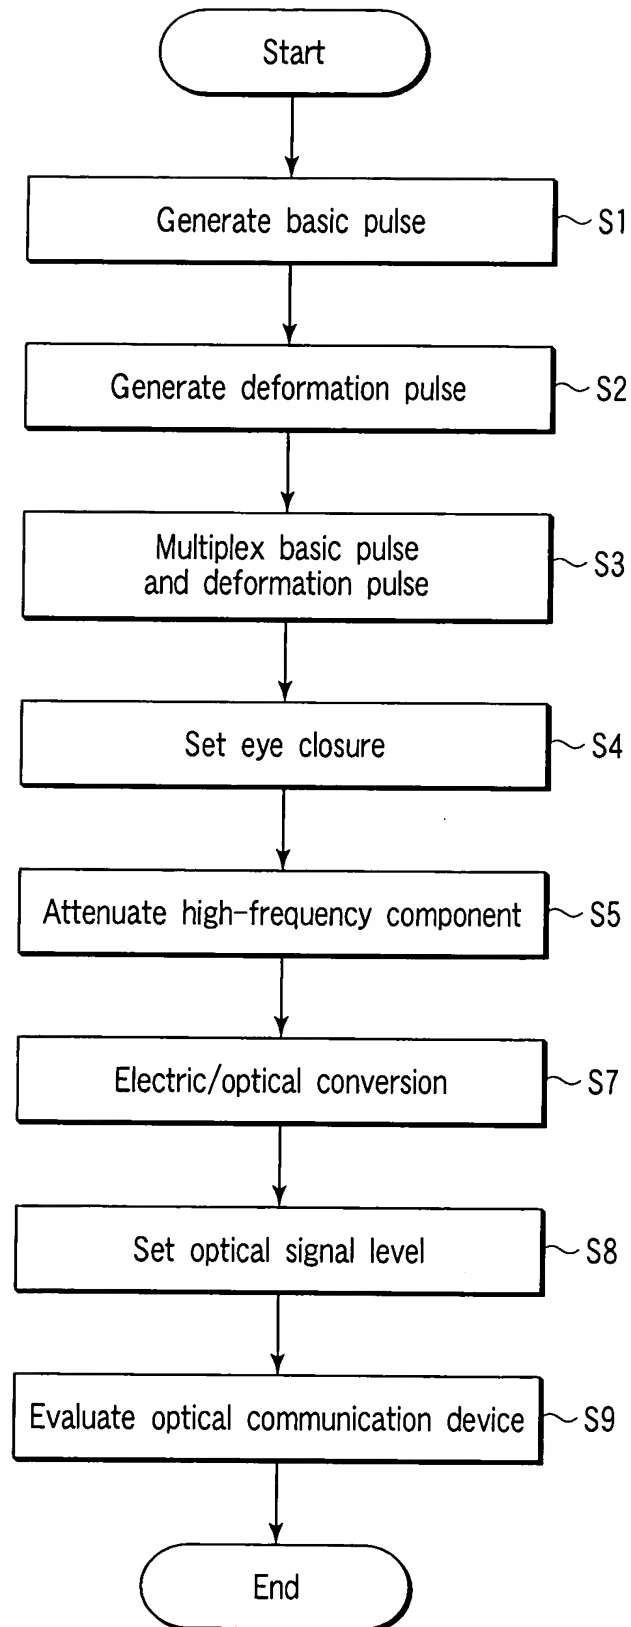 Start
Generate basic pulse
S1
Generate deformation pulse
S2
Multiplex basic pulse
and deformation pulse
S3
Set eye closure
S4
Attenuate high-frequency component
S5
Electric/optical conversion
S7
Set optical signal level
S8
Evaluate optical communication device
S9
End